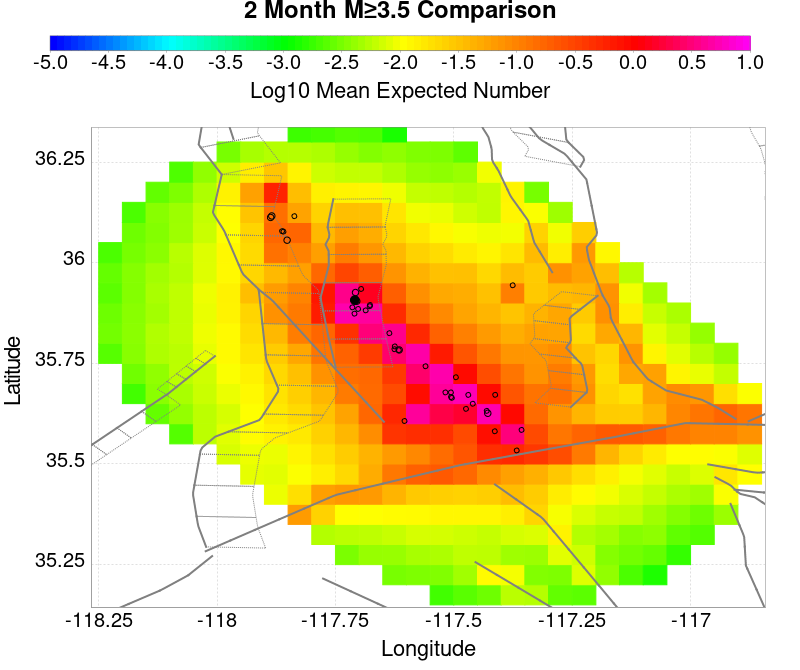 2 Month M≥3.5 Comparison
-5.0 -4.5 -4.0 -3.5 -3.0 -2.5 -2.0 -1.5 -1.0 -0.5 0.0 0.5 1.0
Log10 Mean Expected Number
36.25
36
35.75
35.5
35.25
Latitude
-118.25 -118 -117.75 -117.5 -117.25 -117
Longitude